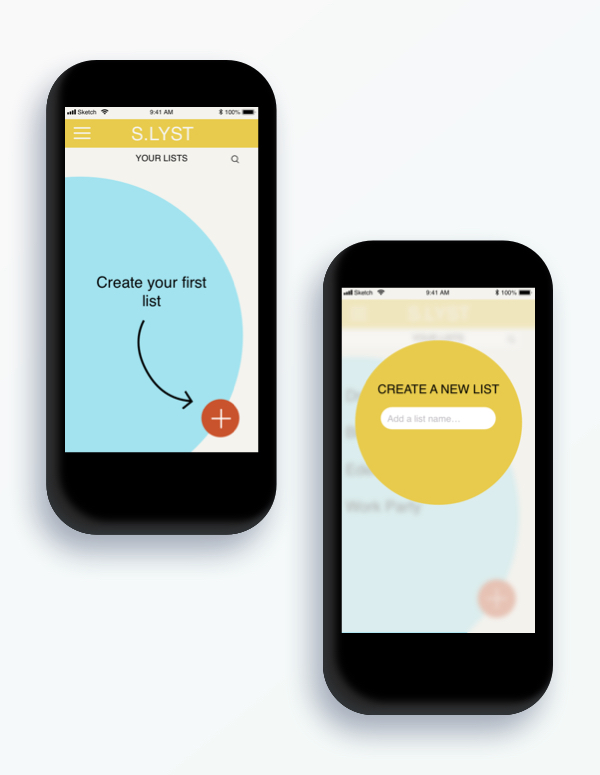 Sketch 9:41 AM 100%
S.LYST
YOUR LISTS
Create your first
list
Sketch 9:41 AM 100%
S.LYST
YOUR LISTS
CREATE A NEW LIST
Add a list name...
Work Party